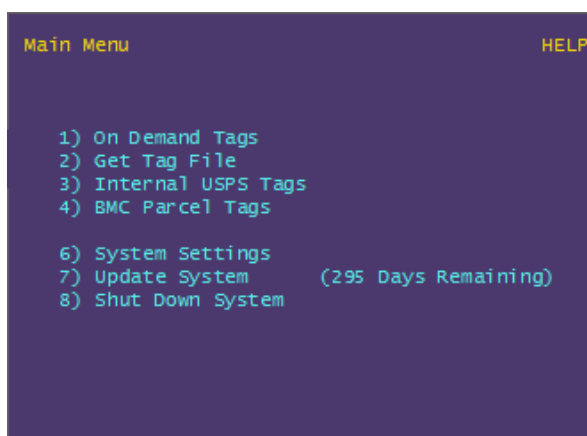 Main Menu HELP
1) On Demand Tags
2) Get Tag File
3) Internal USPS Tags
4) BMC Parcel Tags
6) System Settings
7) Update System (295 Days Remaining)
8) Shut Down System